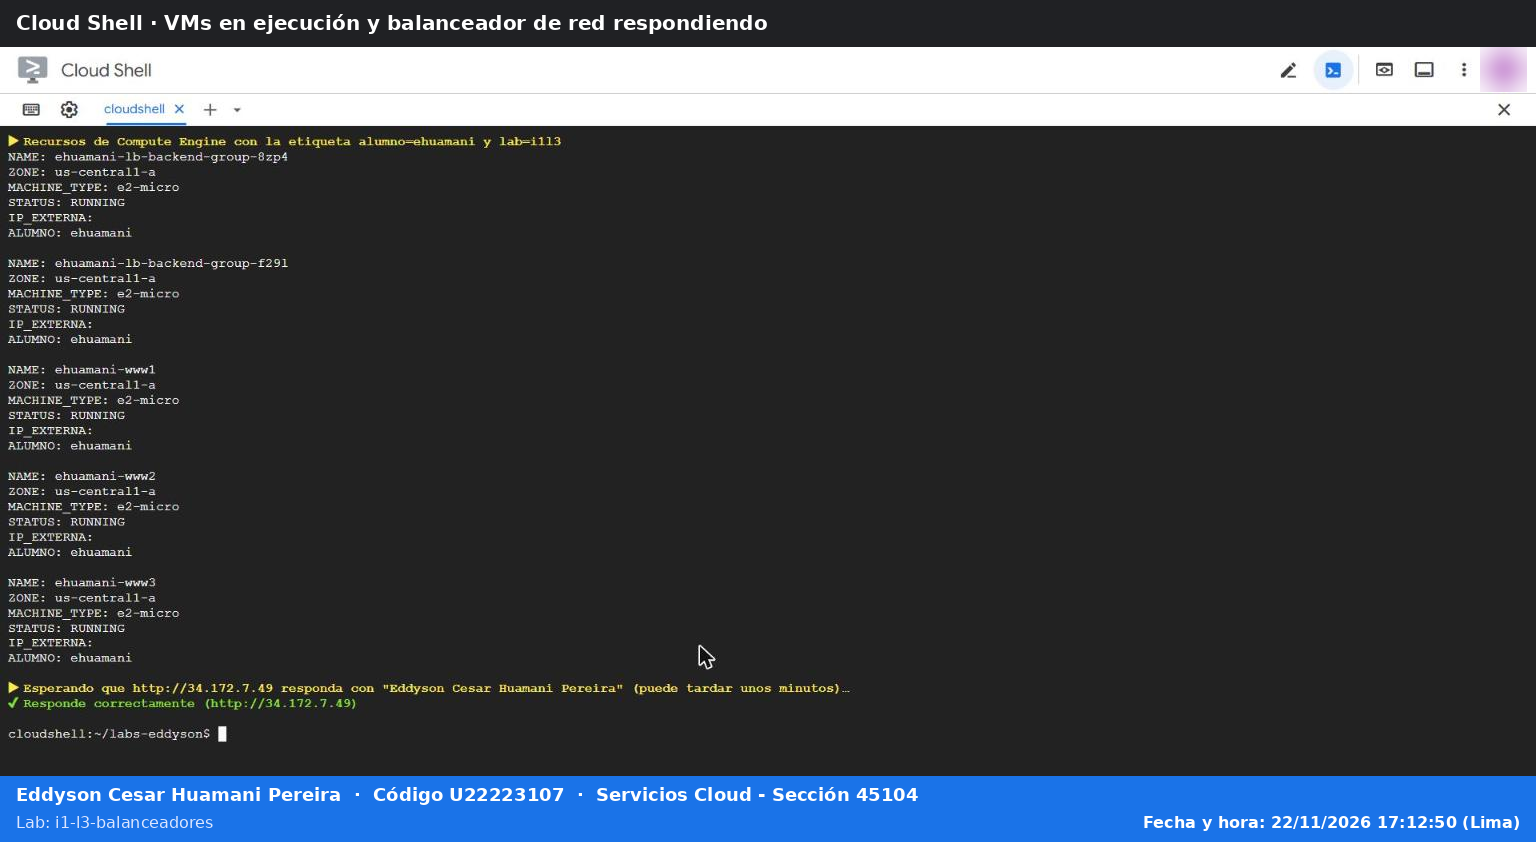 Cloud Shell · VMs en ejecución y balanceador de red respondiendo
Cloud Shell
cloudshell
▶ Recursos de Compute Engine con la etiqueta alumno=ehuamani y lab=i1l3
NAME: ehuamani-lb-backend-group-8zp4
ZONE: us-central1-a
MACHINE_TYPE: e2-micro
STATUS: RUNNING
IP_EXTERNA:
ALUMNO: ehuamani
NAME: ehuamani-lb-backend-group-f29l
ZONE: us-central1-a
MACHINE_TYPE: e2-micro
STATUS: RUNNING
IP_EXTERNA:
ALUMNO: ehuamani
NAME: ehuamani-www1
ZONE: us-central1-a
MACHINE_TYPE: e2-micro
STATUS: RUNNING
IP_EXTERNA:
ALUMNO: ehuamani
NAME: ehuamani-www2
ZONE: us-central1-a
MACHINE_TYPE: e2-micro
STATUS: RUNNING
IP_EXTERNA:
ALUMNO: ehuamani
NAME: ehuamani-www3
ZONE: us-central1-a
MACHINE_TYPE: e2-micro
STATUS: RUNNING
IP_EXTERNA:
ALUMNO: ehuamani
▶ Esperando que http://34.172.7.49 responda con "Eddyson Cesar Huamani Pereira" (puede tardar unos minutos)…
✔ Responde correctamente (http://34.172.7.49)
cloudshell:~/labs-eddyson$
Eddyson Cesar Huamani Pereira · Código U22223107 · Servicios Cloud - Sección 45104
Lab: i1-l3-balanceadores
Fecha y hora: 22/11/2026 17:12:50 (Lima)